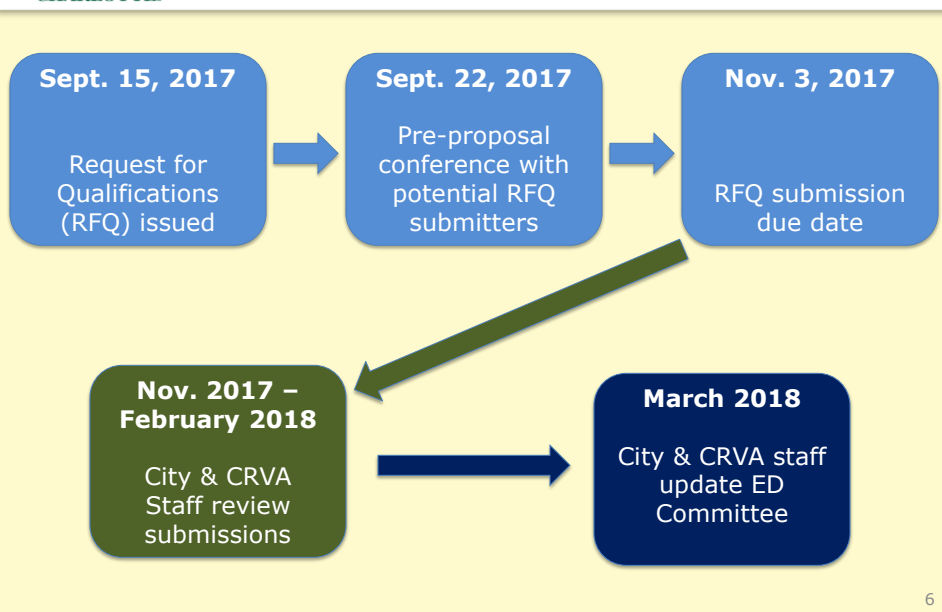 Sept. 15, 2017
Request for
Qualifications
(RFQ) issued
Sept. 22, 2017
Pre-proposal
conference with
potential RFQ
submitters
Nov. 3, 2017
RFQ submission
due date
Nov. 2017 –
February 2018
City & CRVA
Staff review
submissions
March 2018
City & CRVA staff
update ED
Committee
6